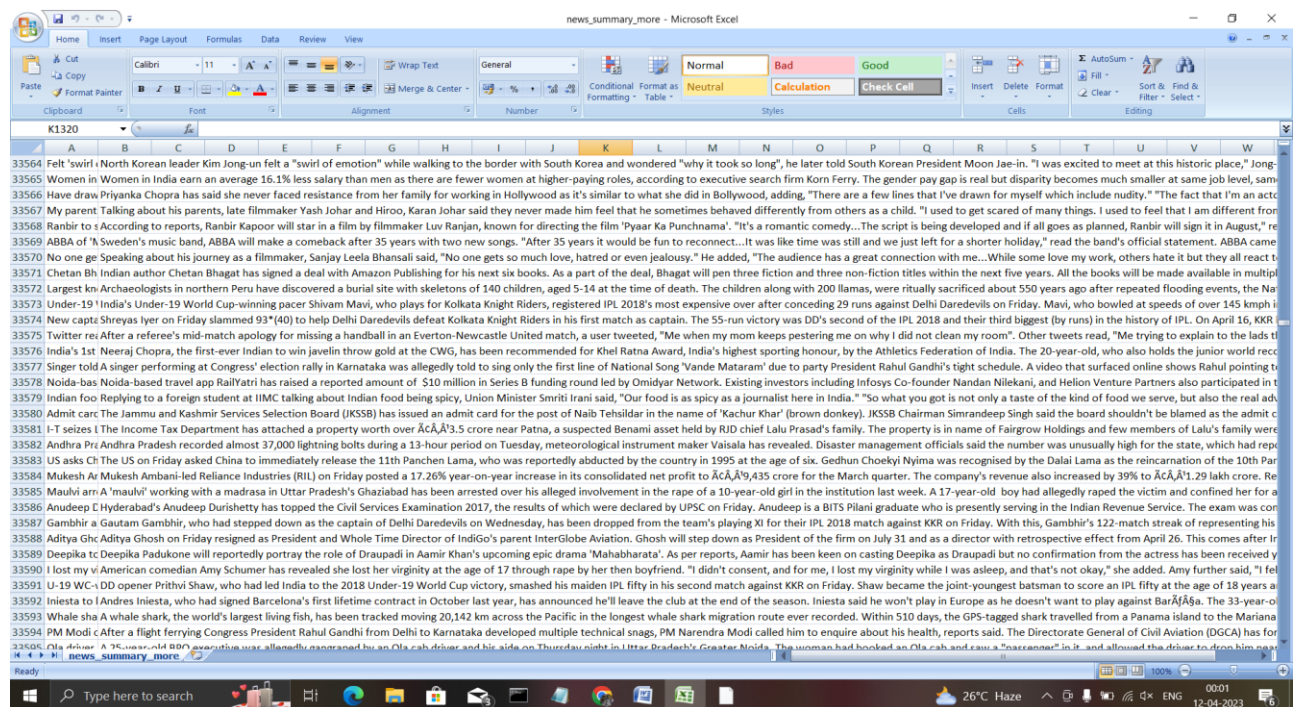 news_summary_more - Microsoft Excel
Home Insert Page Layout Formulas Data Review View
Cut
Copy
Format Painter
Paste
Calibri 11
Wrap Text
Merge & Center
General
Conditional Formatting
Format as Table
Normal Bad Good
Neutral Calculation Check Cell
Insert Delete Format
AutoSum
Fill
Clear
Sort & Filter
Find & Select
Clipboard Font Alignment Number Styles Cells Editing
K1320 fx
A B C D E F G H I J K L M N O P Q R S T U V W
33564 Felt 'swirl North Korean leader Kim Jong-un felt a "swirl of emotion" while walking to the border with South Korea and wondered "why it took so long", he later told South Korean President Moon Jae-in. "I was excited to meet at this historic place," Jong-
33565 Women in Women in India earn an average 16.1% less salary than men as there are fewer women at higher-paying roles, according to executive search firm Korn Ferry. The gender pay gap is real but disparity becomes much smaller at same job level, sam
33566 Have draw Priyanka Chopra has said she never faced resistance from her family for working in Hollywood as it's similar to what she did in Bollywood, adding, "There are a few lines that I've drawn for myself which include nudity." "The fact that I'm an acto
33567 My parent Talking about his parents, late filmmaker Yash Johar and Hiroo, Karan Johar said they never made him feel that he sometimes behaved differently from others as a child. "I used to get scared of many things. I used to feel that I am different from
33568 Ranbir to s According to reports, Ranbir Kapoor will star in a film by filmmaker Luv Ranjan, known for directing the film 'Pyaar Ka Punchnama'. "It's a romantic comedy...The script is being developed and if all goes as planned, Ranbir will sign it in August," re
33569 ABBA of 'N Sweden's music band, ABBA will make a comeback after 35 years with two new songs. "After 35 years it would be fun to reconnect...It was like time was still and we just left for a shorter holiday," read the band's official statement. ABBA came
33570 No one ge Speaking about his journey as a filmmaker, Sanjay Leela Bhansali said, "No one gets so much love, hatred or even jealousy." He added, "The audience has a great connection with me...While some love my work, others hate it but they all react t
33571 Chetan Bh Indian author Chetan Bhagat has signed a deal with Amazon Publishing for his next six books. As a part of the deal, Bhagat will pen three fiction and three non-fiction titles within the next five years. All the books will be made available in multipl
33572 Largest kn Archaeologists in northern Peru have discovered a burial site with skeletons of 140 children, aged 5-14 at the time of death. The children along with 200 llamas, were ritually sacrificed about 550 years ago after repeated flooding events, the Nat
33573 Under-19 India's Under-19 World Cup-winning pacer Shivam Mavi, who plays for Kolkata Knight Riders, registered IPL 2018's most expensive over after conceding 29 runs against Delhi Daredevils on Friday. Mavi, who bowled at speeds of over 145 kmph i
33574 New capta Shreyas Iyer on Friday slammed 93*(40) to help Delhi Daredevils defeat Kolkata Knight Riders in his first match as captain. The 55-run victory was DD's second of the IPL 2018 and their third biggest (by runs) in the history of IPL. On April 16, KKR
33575 Twitter rea After a referee's mid-match apology for missing a handball in an Everton-Newcastle United match, a user tweeted, "Me when my mom keeps pestering me on why I did not clean my room". Other tweets read, "Me trying to explain to the lads th
33576 India's 1st Neeraj Chopra, the first-ever Indian to win javelin throw gold at the CWG, has been recommended for Khel Ratna Award, India's highest sporting honour, by the Athletics Federation of India. The 20-year-old, who also holds the junior world reco
33577 Singer told A singer performing at Congress' election rally in Karnataka was allegedly told to sing only the first line of National Song 'Vande Mataram' due to party President Rahul Gandhi's tight schedule. A video that surfaced online shows Rahul pointing to
33578 Noida-bas Noida-based travel app RailYatri has raised a reported amount of $10 million in Series B funding round led by Omidyar Network. Existing investors including Infosys Co-founder Nandan Nilekani, and Helion Venture Partners also participated in t
33579 Indian foo Replying to a foreign student at IIMC talking about Indian food being spicy, Union Minister Smriti Irani said, "Our food is as spicy as a journalist here in India." "So what you got is not only a taste of the kind of food we serve, but also the real adv
33580 Admit card The Jammu and Kashmir Services Selection Board (JKSSB) has issued an admit card for the post of Naib Tehsildar in the name of 'Kachur Khar' (brown donkey). JKSSB Chairman Simrandeep Singh said the board shouldn't be blamed as the admit c
33581 I-T seizes L The Income Tax Department has attached a property worth over Ã¢Â‚Â¹3.5 crore near Patna, a suspected Benami asset held by RJD chief Lalu Prasad's family. The property is in name of Fairgrow Holdings and few members of Lalu's family were
33582 Andhra Pra Andhra Pradesh recorded almost 37,000 lightning bolts during a 13-hour period on Tuesday, meteorological instrument maker Vaisala has revealed. Disaster management officials said the number was unusually high for the state, which had repo
33583 US asks Ch The US on Friday asked China to immediately release the 11th Panchen Lama, who was reportedly abducted by the country in 1995 at the age of six. Gedhun Choekyi Nyima was recognised by the Dalai Lama as the reincarnation of the 10th Par
33584 Mukesh Ar Mukesh Ambani-led Reliance Industries (RIL) on Friday posted a 17.26% year-on-year increase in its consolidated net profit to Ã¢Â‚Â¹9,435 crore for the March quarter. The company's revenue also increased by 39% to Ã¢Â‚Â¹1.29 lakh crore. Re
33585 Maulvi arr A 'maulvi' working with a madrasa in Uttar Pradesh's Ghaziabad has been arrested over his alleged involvement in the rape of a 10-year-old girl in the institution last week. A 17-year-old boy had allegedly raped the victim and confined her for a
33586 Anudeep D Hyderabad's Anudeep Durishetty has topped the Civil Services Examination 2017, the results of which were declared by UPSC on Friday. Anudeep is a BITS Pilani graduate who is presently serving in the Indian Revenue Service. The exam was con
33587 Gambhir a Gautam Gambhir, who had stepped down as the captain of Delhi Daredevils on Wednesday, has been dropped from the team's playing XI for their IPL 2018 match against KKR on Friday. With this, Gambhir's 122-match streak of representing his
33588 Aditya Gho Aditya Ghosh on Friday resigned as President and Whole Time Director of IndiGo's parent InterGlobe Aviation. Ghosh will step down as President of the firm on July 31 and as a director with retrospective effect from April 26. This comes after In
33589 Deepika to Deepika Padukone will reportedly portray the role of Draupadi in Aamir Khan's upcoming epic drama 'Mahabharata'. As per reports, Aamir has been keen on casting Deepika as Draupadi but no confirmation from the actress has been received y
33590 I lost my vi American comedian Amy Schumer has revealed she lost her virginity at the age of 17 through rape by her then boyfriend. "I didn't consent, and for me, I lost my virginity while I was asleep, and that's not okay," she added. Amy further said, "I fel
33591 U-19 WC-w DD opener Prithvi Shaw, who had led India to the 2018 Under-19 World Cup victory, smashed his maiden IPL fifty in his second match against KKR on Friday. Shaw became the joint-youngest batsman to score an IPL fifty at the age of 18 years a
33592 Iniesta to l Andres Iniesta, who had signed Barcelona's first lifetime contract in October last year, has announced he'll leave the club at the end of the season. Iniesta said he won't play in Europe as he doesn't want to play against BarÃƒÂ§a. The 33-year-o
33593 Whale sha A whale shark, the world's largest living fish, has been tracked moving 20,142 km across the Pacific in the longest whale shark migration route ever recorded. Within 510 days, the GPS-tagged shark travelled from a Panama island to the Mariana
33594 PM Modi c After a flight ferrying Congress President Rahul Gandhi from Delhi to Karnataka developed multiple technical snags, PM Narendra Modi called him to enquire about his health, reports said. The Directorate General of Civil Aviation (DGCA) has for
33595 Ola driver A 25-year-old BPO executive was allegedly gangraped by an Ola cab driver and his aide on Thursday night in Uttar Pradesh's Greater Noida. The woman had booked an Ola cab and saw a "passenger" in it, and allowed the driver to drop him near
news_summary_more
Ready 100%
Type here to search 26°C Haze ENG 00:01
12-04-2023 6